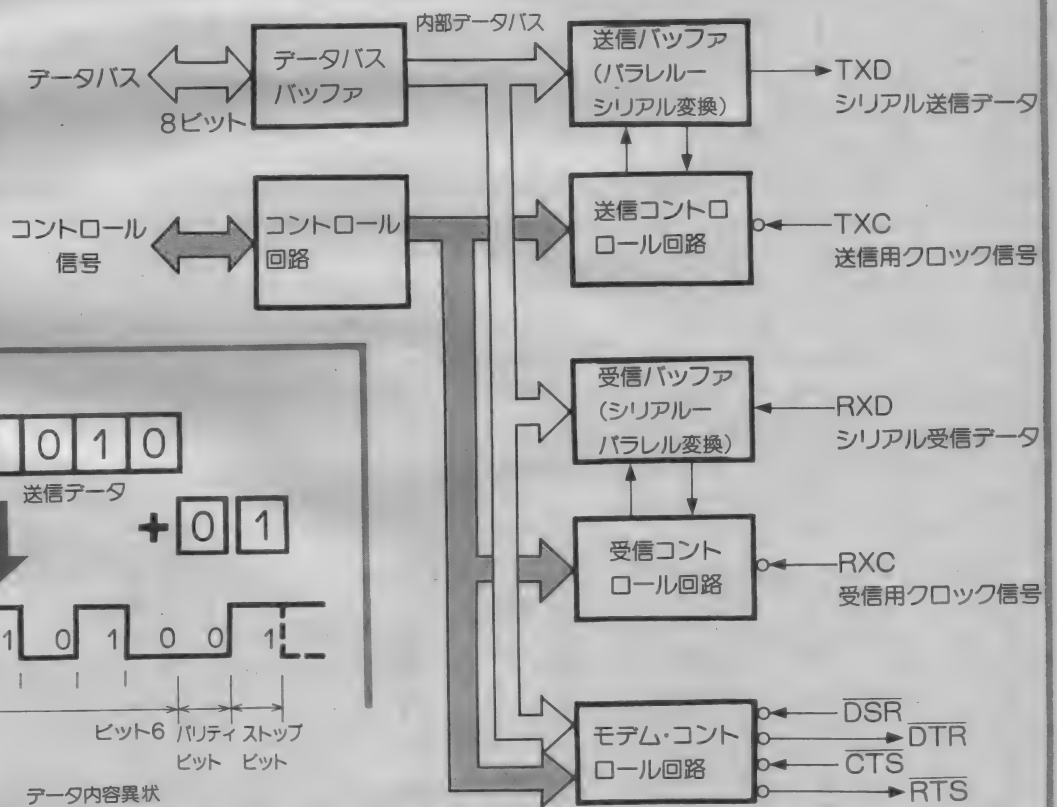 内部データバス
データバス
8ビット
データバス
バッファ
送信バッファ
(パラレルー
シリアル変換)
TXD
シリアル送信データ
コントロール
信号
コントロール
回路
送信コントロ
ロール回路
TXC
送信用クロック信号
受信バッファ
(シリアルー
パラレル変換)
RXD
シリアル受信データ
受信コント
ロール回路
RXC
受信用クロック信号
モデム・コント
ロール回路
DSR
DTR
CTS
RTS
0 1 0
送信データ
+ 0 1
1 0 1 0 0 1
ビット6 パリティ ストップ
ビット ビット
データ内容異状